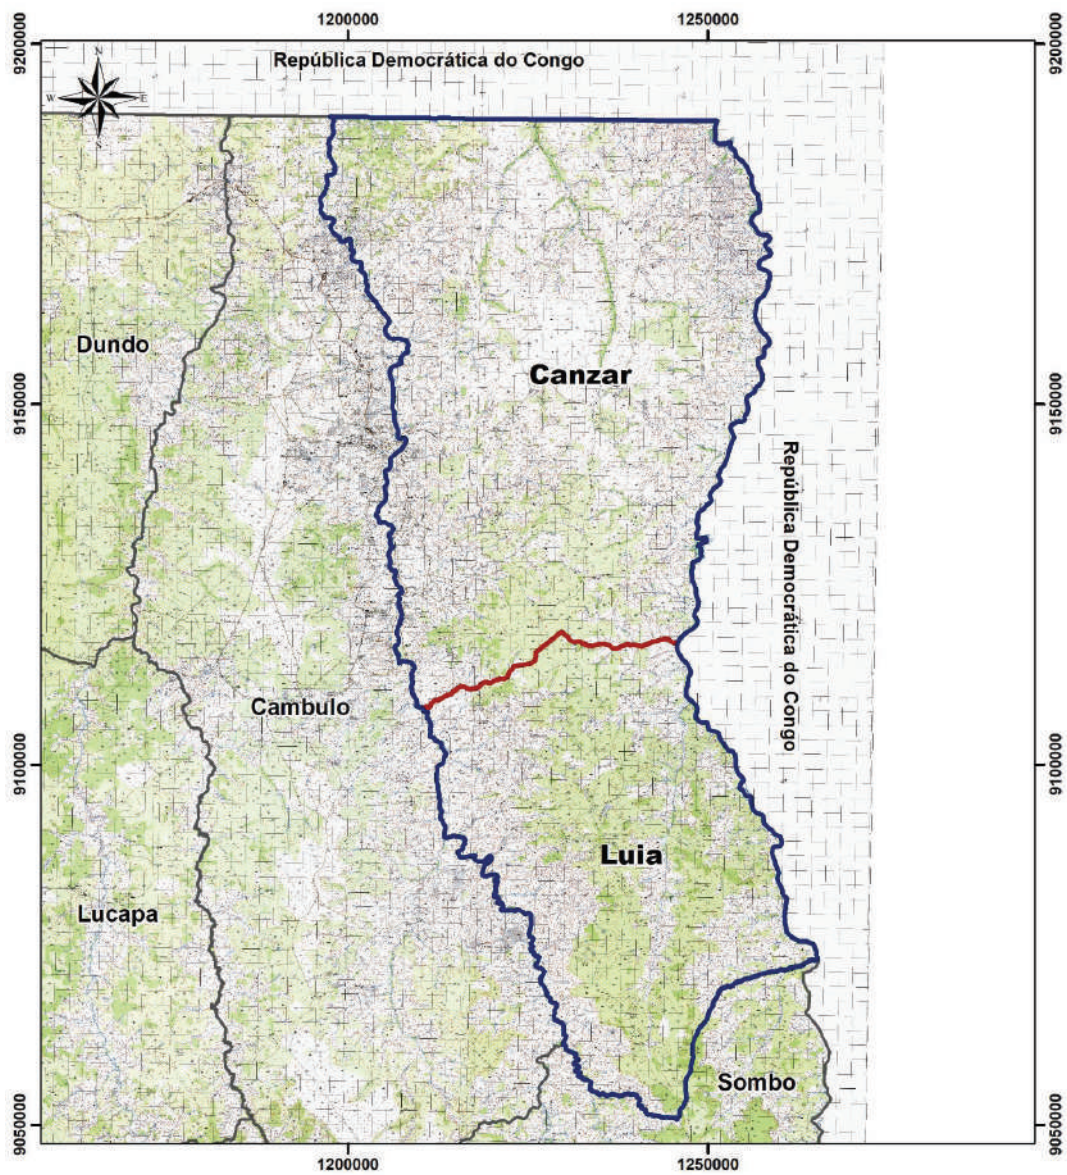 1200000 1250000
9200000 9200000
República Democrática do Congo
N
W E
S
Dundo
Canzar
9150000 9150000
República Democrática do Congo
Cambulo
9100000 9100000
Luia
Lucapa
Sombo
9050000 9050000
1200000 1250000